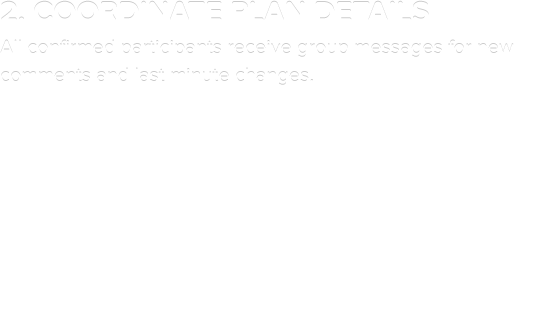 2. COORDINATE PLAN DETAILS
All confirmed participants receive group messages for new
comments and last minute changes.